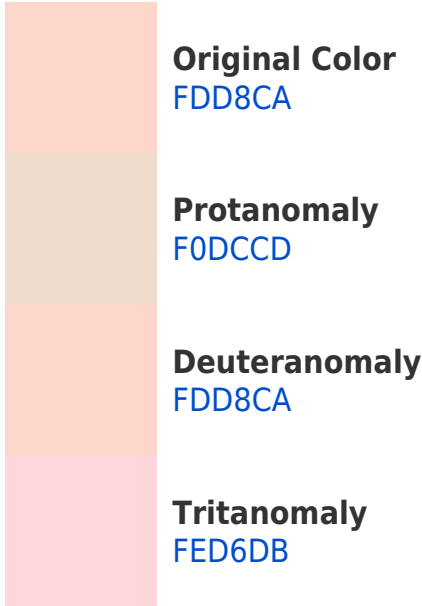 Original Color
FDD8CA
Protanomaly
F0DCCD
Deuteranomaly
FDD8CA
Tritanomaly
FED6DB